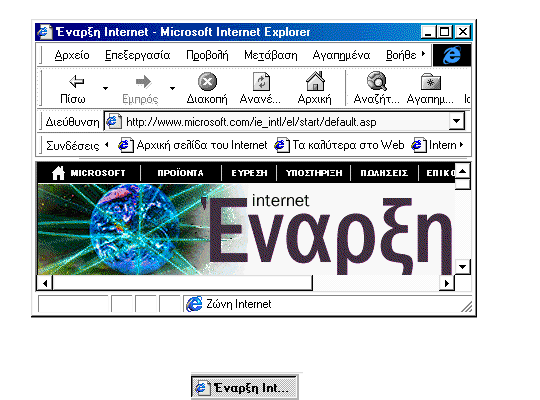 Έναρξη Internet - Microsoft Internet Explorer
Αρχείο Επεξεργασία Προβολή Μετάβαση Αγαπημένα Βοήθε
Πίσω Εμπρός Διακοπή Ανανέ... Αρχική Αναζήτ... Αγαπημ... Ιο
Διεύθυνση http://www.microsoft.com/ie_intl/el/start/default.asp
Συνδέσεις Αρχική σελίδα του Internet Τα καλύτερα στο Web Intern
MICROSOFT ΠΡΟΪΟΝΤΑ ΕΥΡΕΣΗ ΥΠΟΣΤΗΡΙΞΗ ΠΩΛΗΣΕΙΣ ΕΠΙΚΟ
internet
Έναρξη
Ζώνη Internet
Έναρξη Int...